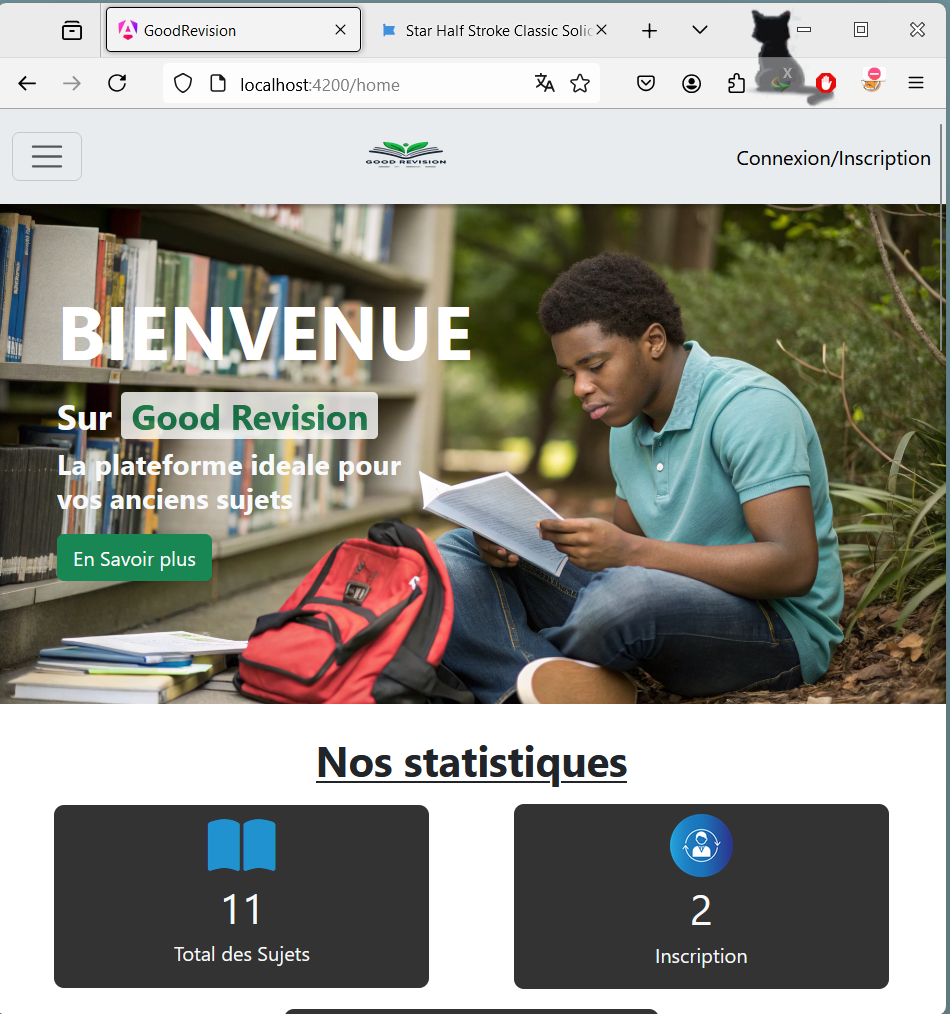 GoodRevision
Star Half Stroke Classic Solid
localhost:4200/home
X
GOOD REVISION
Connexion/Inscription
BIENVENUE
Sur Good Revision
La plateforme ideale pour
vos anciens sujets
En Savoir plus
Nos statistiques
11
Total des Sujets
2
Inscription